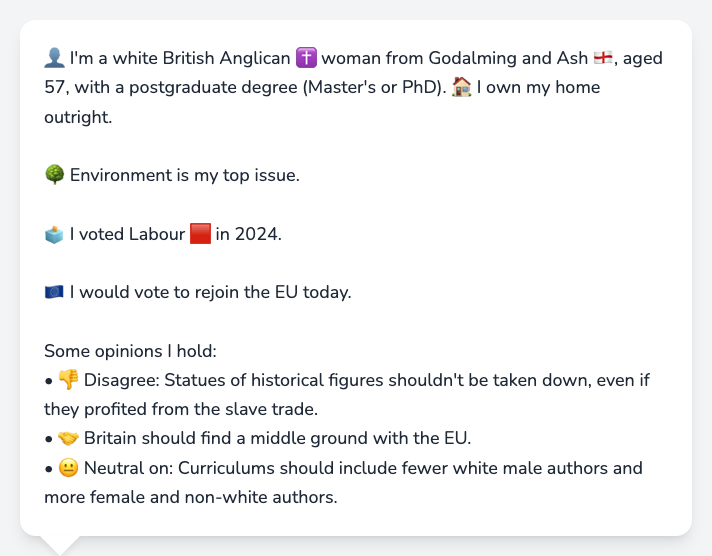 👤 I'm a white British Anglican ✝️ woman from Godalming and Ash 🏴󠁧󠁢󠁥󠁮󠁧󠁿, aged
57, with a postgraduate degree (Master's or PhD). 🏠 I own my home
outright.
🌳 Environment is my top issue.
🗳️ I voted Labour 🟥 in 2024.
🇪🇺 I would vote to rejoin the EU today.
Some opinions I hold:
• 👎 Disagree: Statues of historical figures shouldn't be taken down, even if
they profited from the slave trade.
• 🤝 Britain should find a middle ground with the EU.
• 😐 Neutral on: Curriculums should include fewer white male authors and
more female and non-white authors.